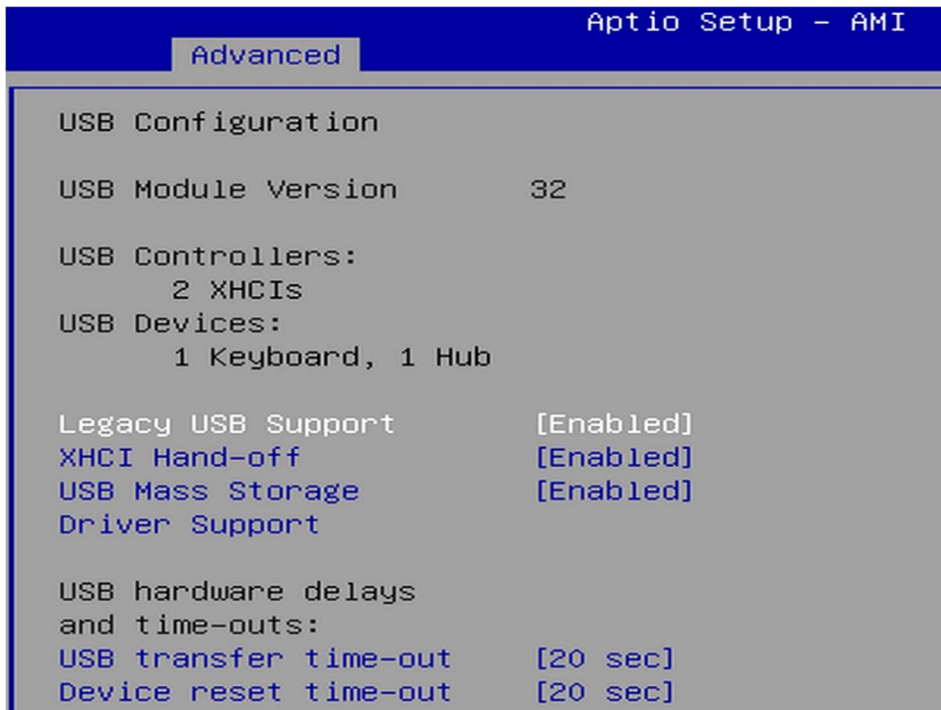 Aptio Setup – AMI
Advanced
USB Configuration
USB Module Version 32
USB Controllers:
2 XHCIs
USB Devices:
1 Keyboard, 1 Hub
Legacy USB Support [Enabled]
XHCI Hand-off [Enabled]
USB Mass Storage [Enabled]
Driver Support
USB hardware delays
and time-outs:
USB transfer time-out [20 sec]
Device reset time-out [20 sec]